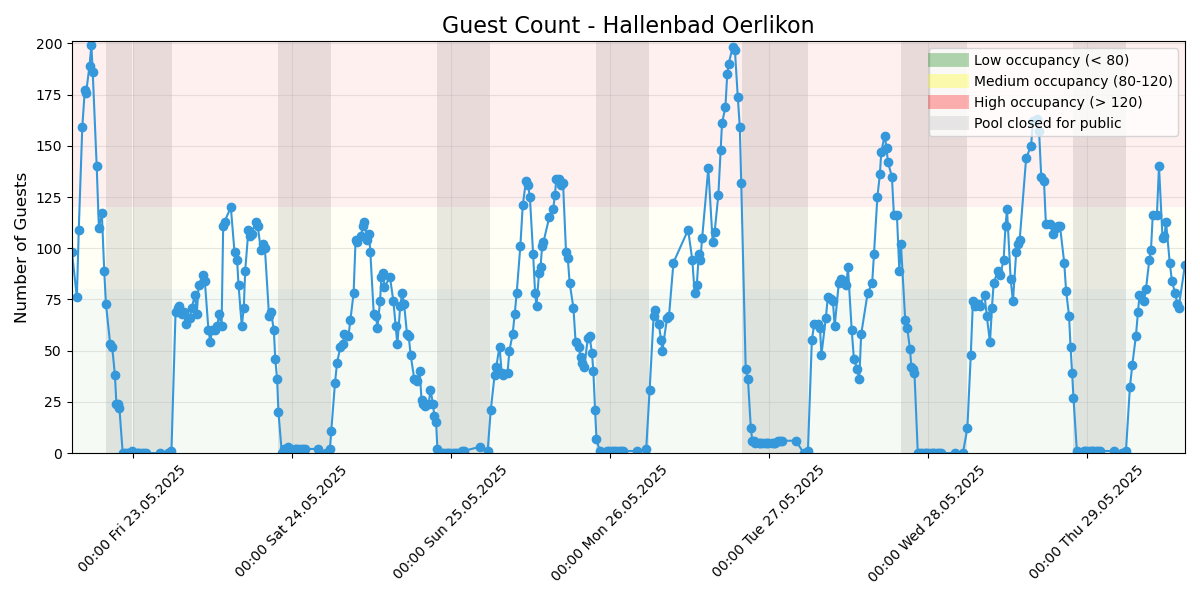 Guest Count - Hallenbad Oerlikon
Number of Guests
200
175
150
125
100
75
50
25
0
Low occupancy (< 80)
Medium occupancy (80-120)
High occupancy (> 120)
Pool closed for public
00:00 Fri 23.05.2025
00:00 Sat 24.05.2025
00:00 Sun 25.05.2025
00:00 Mon 26.05.2025
00:00 Tue 27.05.2025
00:00 Wed 28.05.2025
00:00 Thu 29.05.2025